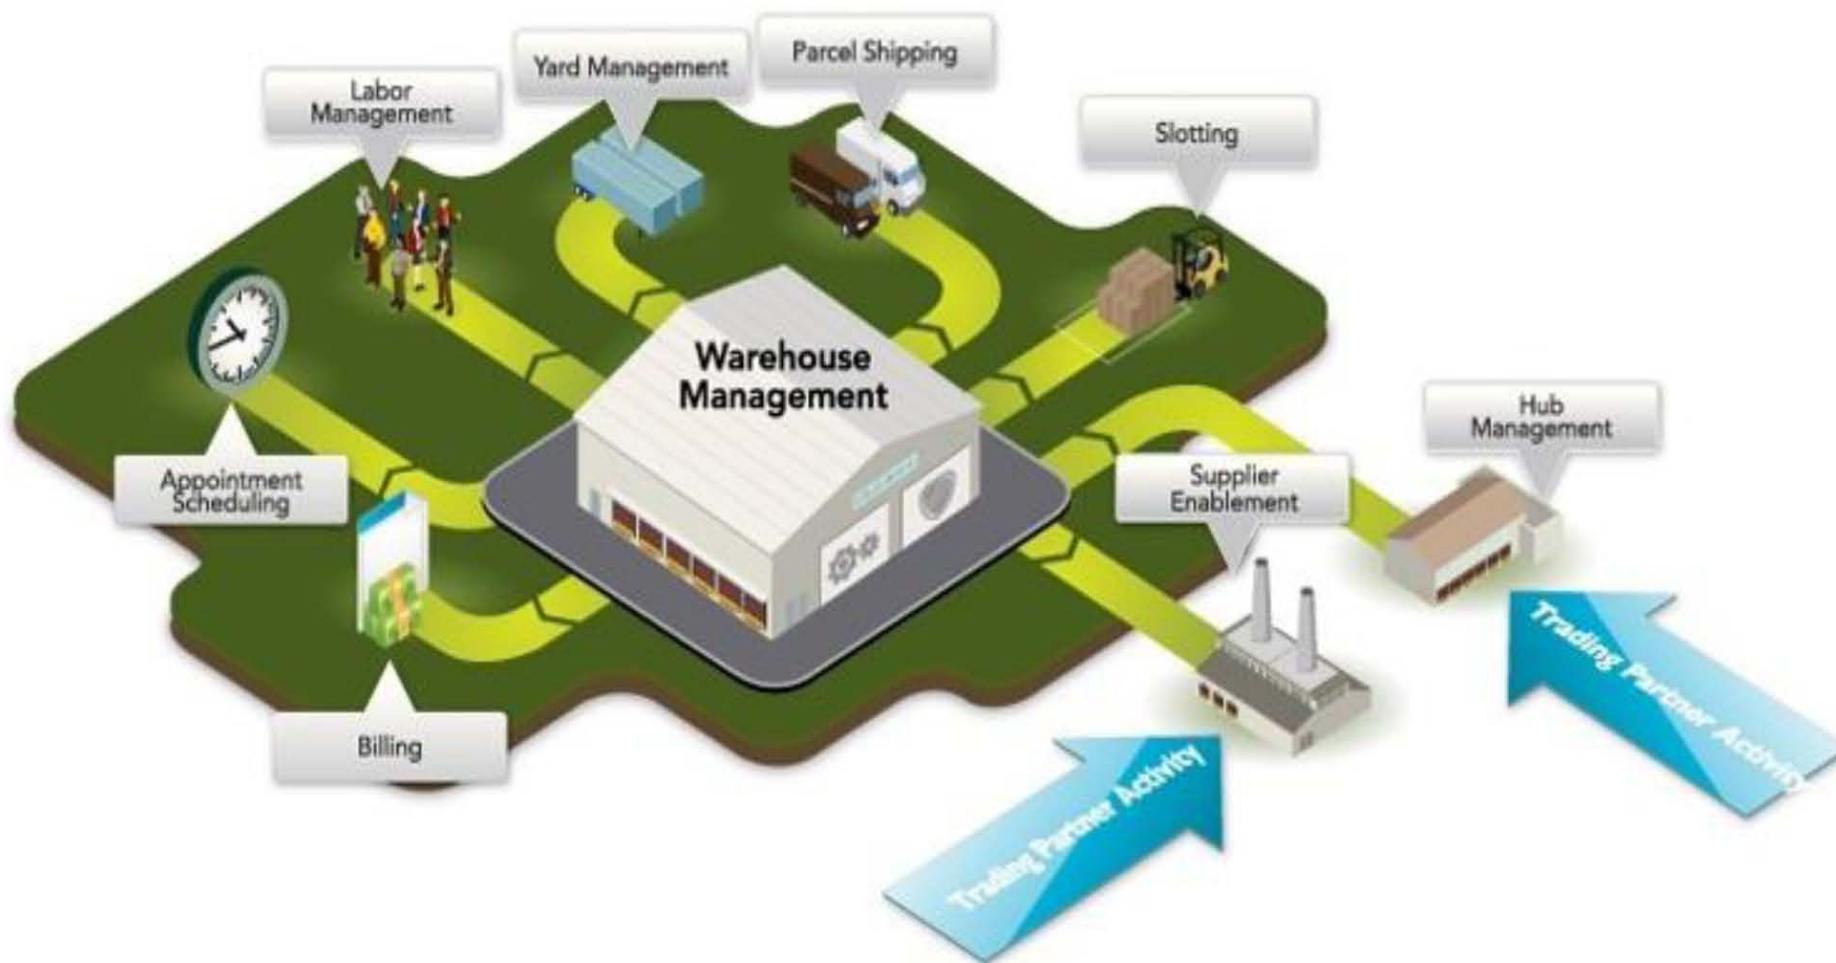 Parcel Shipping
Yard Management
Labor
Management
Slotting
Warehouse
Management
Hub
Management
Supplier
Enablement
Appointment
Scheduling
Billing
Trading Partner Activity
Trading Partner Activity